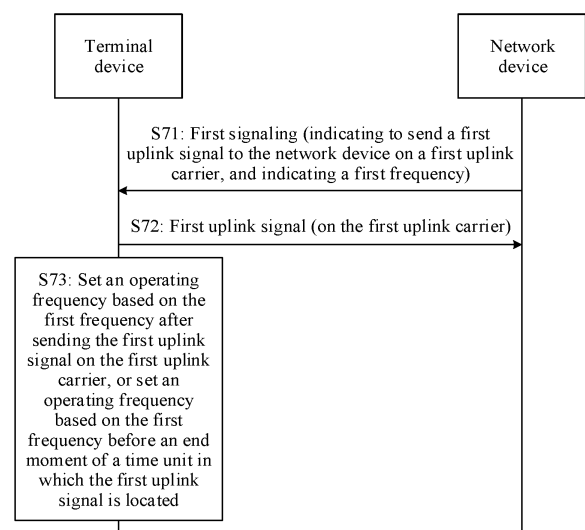 Terminal
device
Network
device
S71: First signaling (indicating to send a first
uplink signal to the network device on a first uplink
carrier, and indicating a first frequency)
S72: First uplink signal (on the first uplink carrier)
S73: Set an operating
frequency based on the
first frequency after
sending the first uplink
signal on the first uplink
carrier, or set an
operating frequency
based on the first
frequency before an end
moment of a time unit in
which the first uplink
signal is located